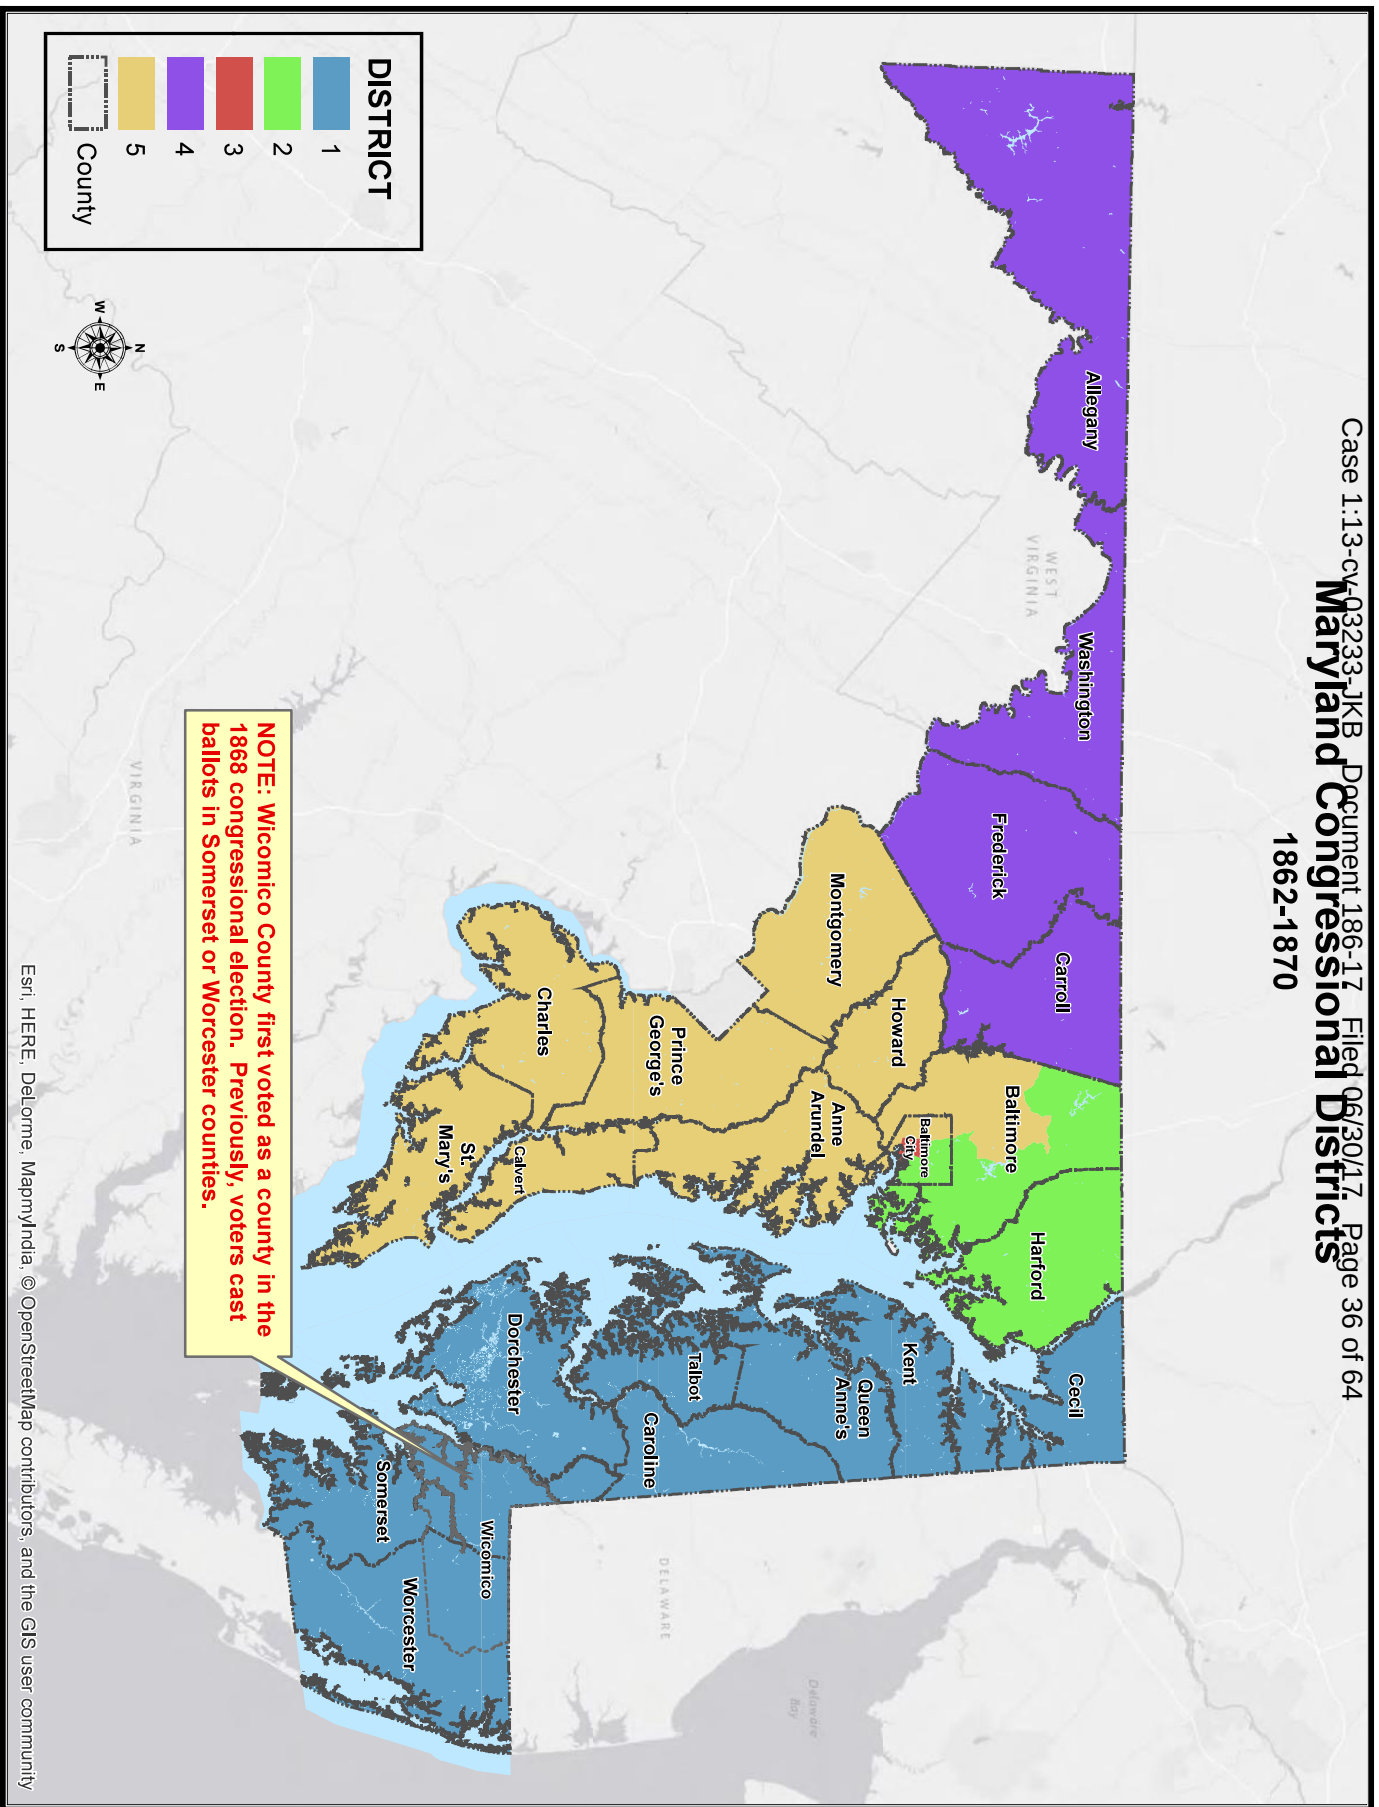 Case 1:13-cv-03233-JKB Document 186-17 Filed 06/30/17 Page 36 of 64
Maryland Congressional Districts
1862-1870
Allegany
Washington
Frederick
Carroll
Baltimore
Harford
Cecil
WEST
VIRGINIA
Montgomery
Howard
Baltimore
City
Kent
Queen
Anne's
Anne
Arundel
Prince
George's
Talbot
Caroline
Charles
Calvert
St.
Mary's
Dorchester
Wicomico
Somerset
Worcester
DELAWARE
Delaware
Bay
VIRGINIA
DISTRICT
1
2
3
4
5
County
N
W
E
S
NOTE: Wicomico County first voted as a county in the
1868 congressional election. Previously, voters cast
ballots in Somerset or Worcester counties.
Esri, HERE, DeLorme, MapmyIndia, © OpenStreetMap contributors, and the GIS user community